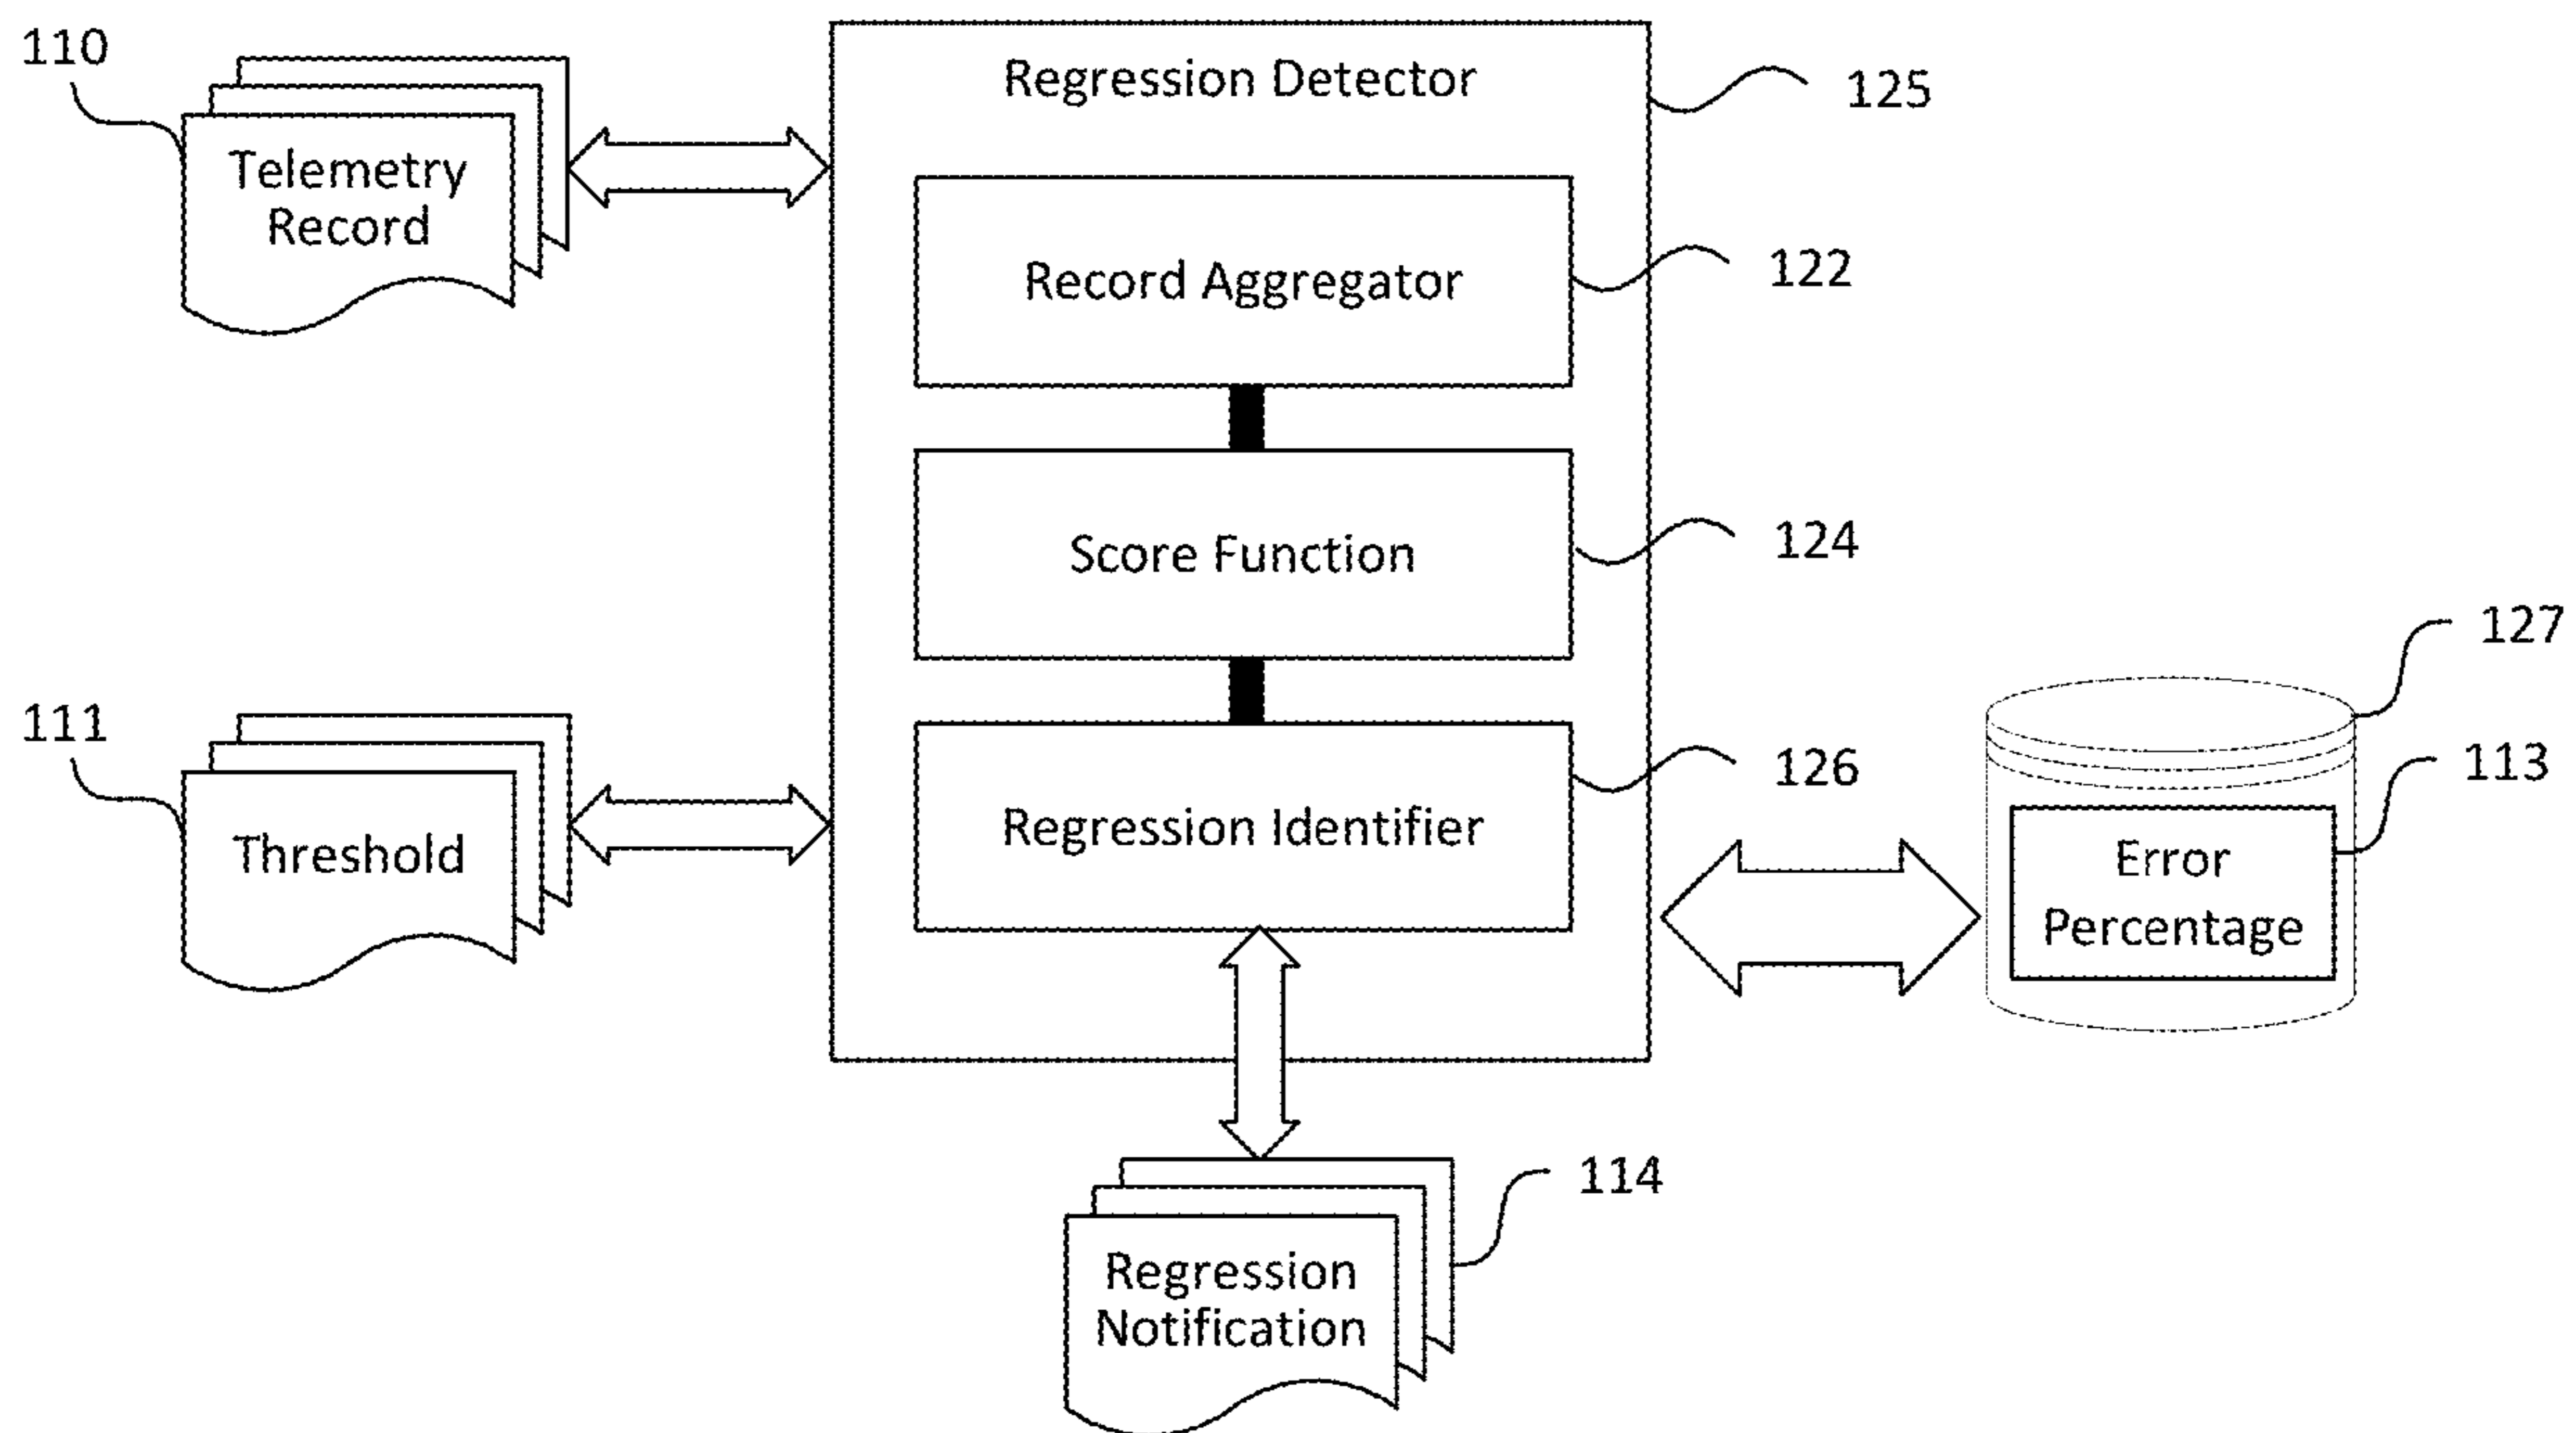 110
Telemetry
Record
Regression Detector
125
Record Aggregator
122
Score Function
124
127
111
Threshold
Regression Identifier
126
113
Error
Percentage
114
Regression
Notification